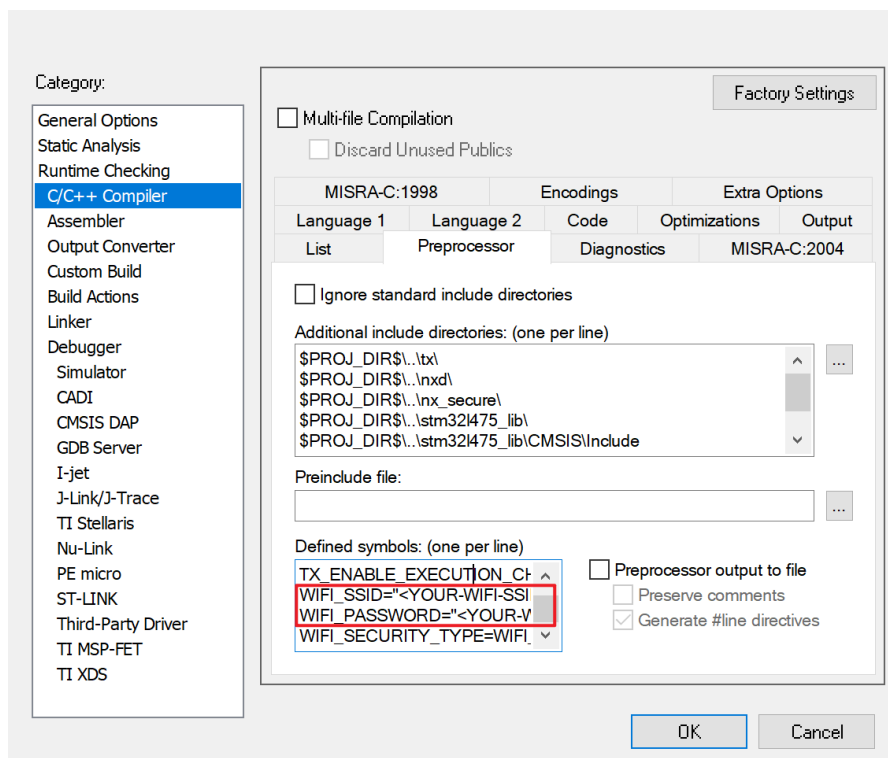 Category:
General Options
Static Analysis
Runtime Checking
C/C++ Compiler
Assembler
Output Converter
Custom Build
Build Actions
Linker
Debugger
Simulator
CADI
CMSIS DAP
GDB Server
I-jet
J-Link/J-Trace
TI Stellaris
Nu-Link
PE micro
ST-LINK
Third-Party Driver
TI MSP-FET
TI XDS
Factory Settings
Multi-file Compilation
Discard Unused Publics
MISRA-C:1998 Encodings Extra Options
Language 1 Language 2 Code Optimizations Output
List Preprocessor Diagnostics MISRA-C:2004
Ignore standard include directories
Additional include directories: (one per line)
$PROJ_DIR$\..\tx\
$PROJ_DIR$\..\nxd\
$PROJ_DIR$\..\nx_secure\
$PROJ_DIR$\..\stm32l475_lib\
$PROJ_DIR$\..\stm32l475_lib\CMSIS\Include
...
Preinclude file:
...
Defined symbols: (one per line)
TX_ENABLE_EXECUTION_CH
WIFI_SSID="<YOUR-WIFI-SSI
WIFI_PASSWORD="<YOUR-W
WIFI_SECURITY_TYPE=WIFI_
Preprocessor output to file
Preserve comments
Generate #line directives
OK Cancel